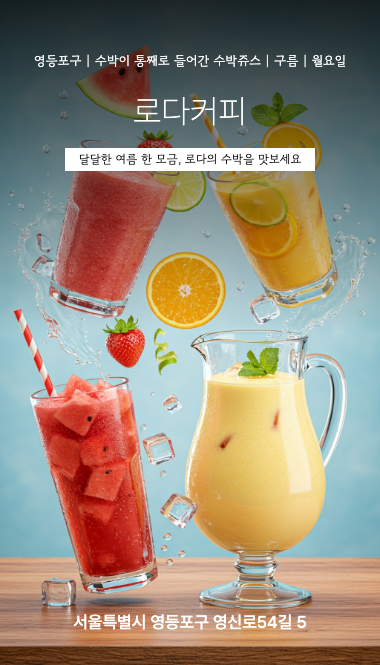 영등포구 | 수박이 통째로 들어간 수박쥬스 | 구름 | 월요일
로다커피
달달한 여름 한 모금, 로다의 수박을 맛보세요
서울특별시 영등포구 영신로54길 5